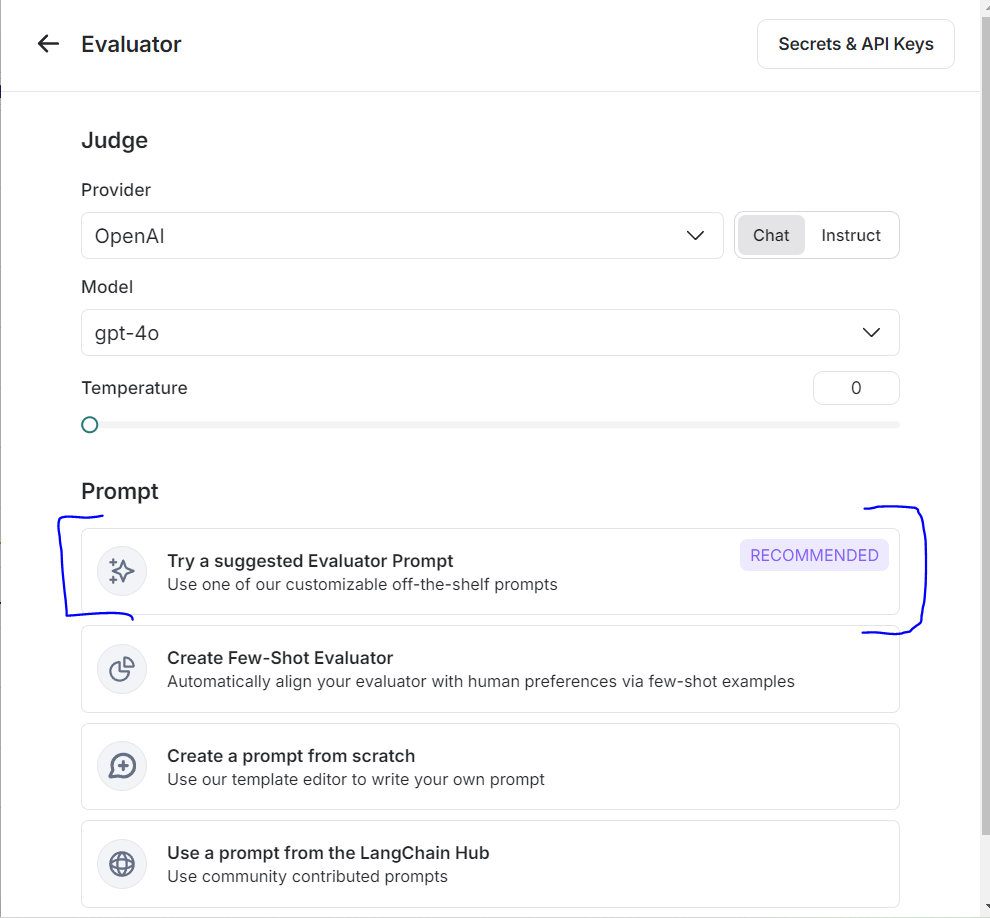 Evaluator
Secrets & API Keys
Judge
Provider
OpenAI
Chat
Instruct
Model
gpt-4o
Temperature
0
Prompt
Try a suggested Evaluator Prompt
RECOMMENDED
Use one of our customizable off-the-shelf prompts
Create Few-Shot Evaluator
Automatically align your evaluator with human preferences via few-shot examples
Create a prompt from scratch
Use our template editor to write your own prompt
Use a prompt from the LangChain Hub
Use community contributed prompts